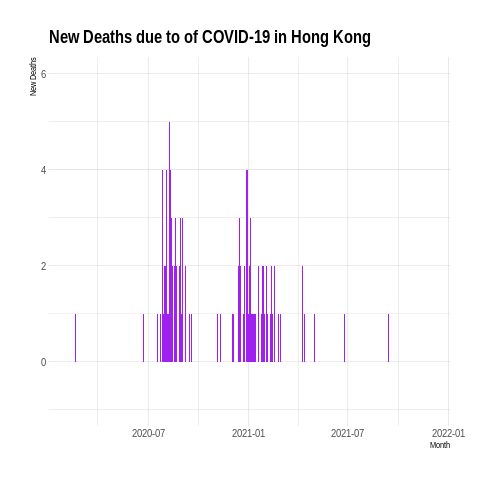 New Deaths due to of COVID-19 in Hong Kong
New Deaths
6
4
2
0
2020-07 2021-01 2021-07 2022-01
Month